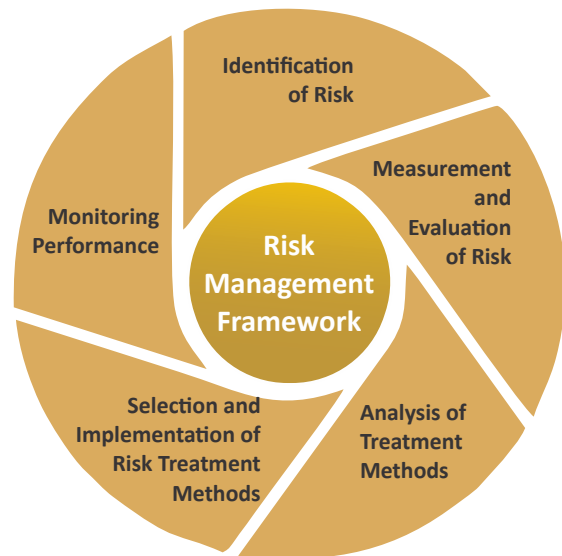 Identification
of Risk
Measurement
and
Evaluation
of Risk
Analysis of
Treatment
Methods
Selection and
Implementation of
Risk Treatment
Methods
Monitoring
Performance
Risk
Management
Framework